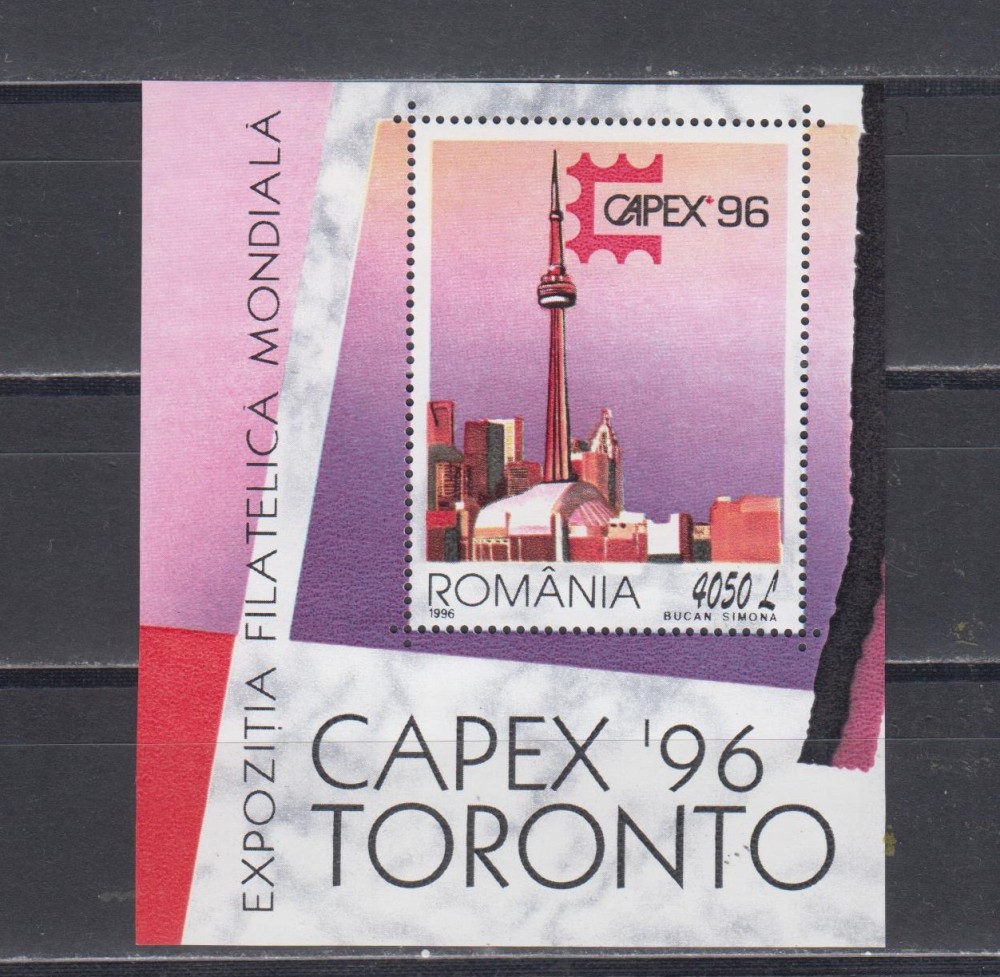 EXPOZIȚIA FILATELICĂ MONDIALĂ
CAPEX '96
ROMÂNIA
4050 L
1996
BUCAN SIMONA
CAPEX '96
TORONTO